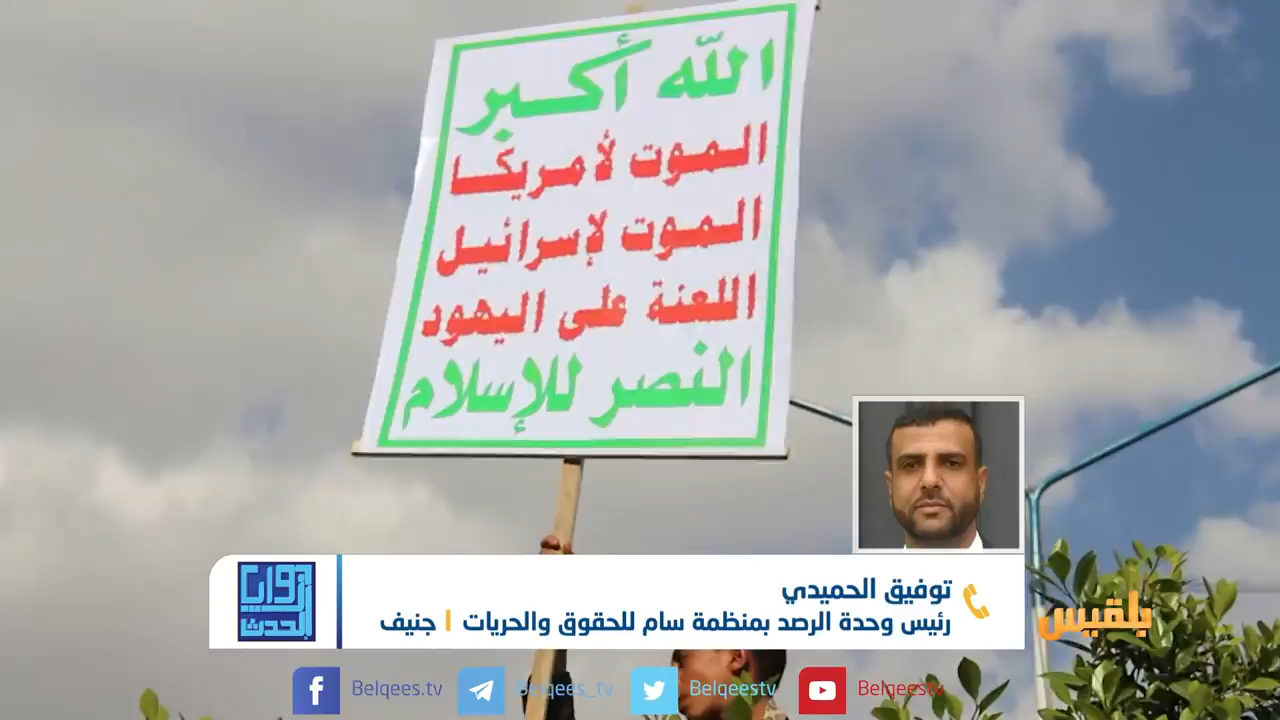 الله أكبر
الموت لأمريكا
الموت لإسرائيل
اللعنة على اليهود
النصر للإسلام
توفيق الحميدي
رئيس وحدة الرصد بمنظمة سام للحقوق والحريات | جنيف
زوايا الحدث
بلقيس
Belqees.tv
Belqees_tv
Belqeestv
Belqeestv